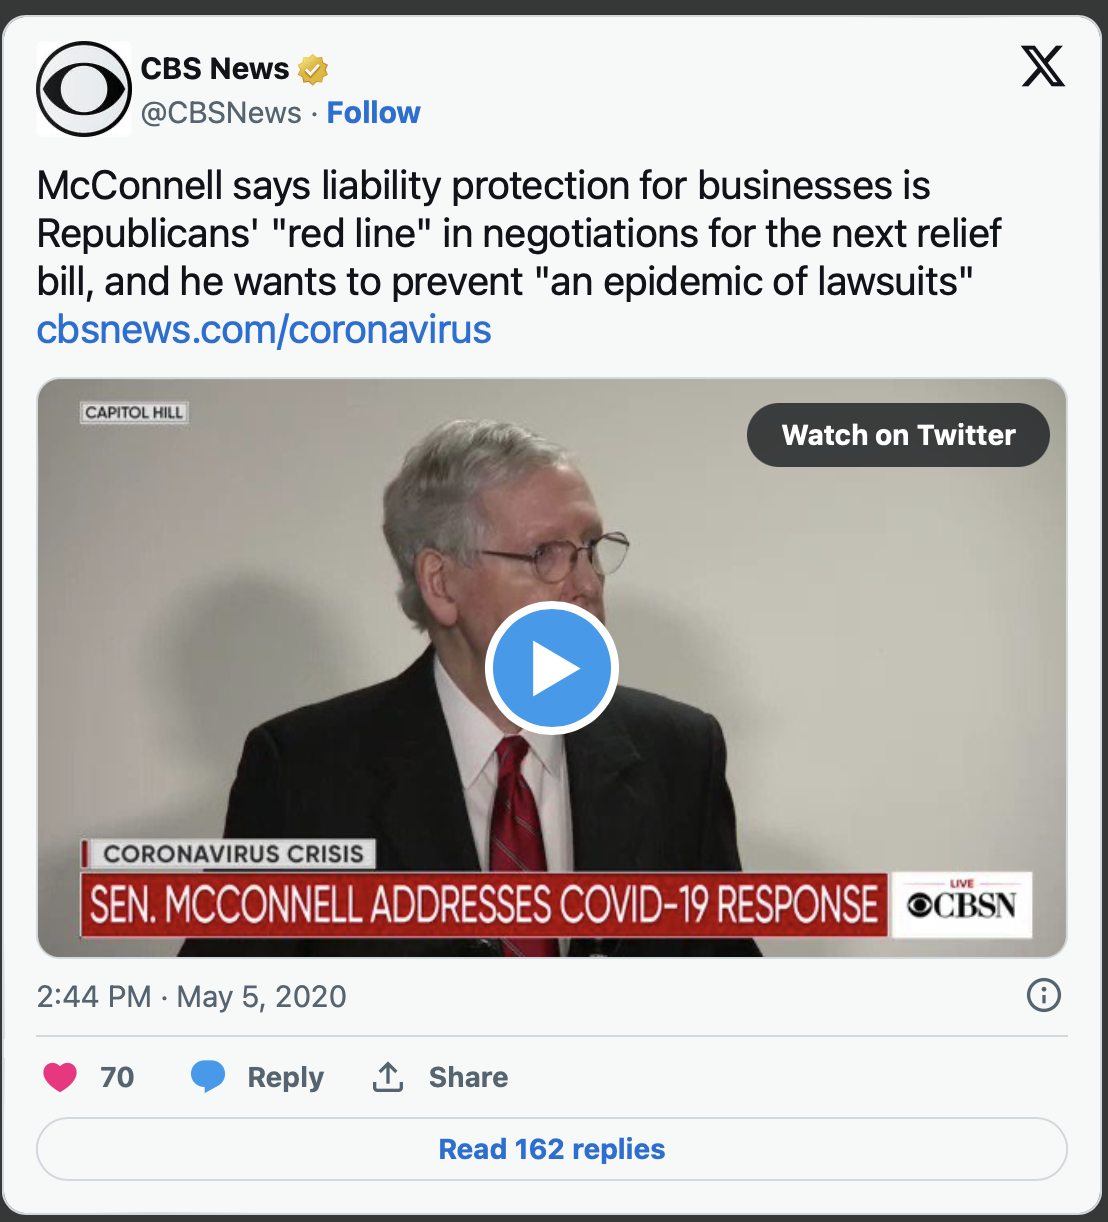 CBS News
@CBSNews · Follow
McConnell says liability protection for businesses is
Republicans' "red line" in negotiations for the next relief
bill, and he wants to prevent "an epidemic of lawsuits"
cbsnews.com/coronavirus
CAPITOL HILL
Watch on Twitter
CORONAVIRUS CRISIS
SEN. MCCONNELL ADDRESSES COVID-19 RESPONSE
LIVE
CBSN
2:44 PM · May 5, 2020
70 Reply Share
Read 162 replies